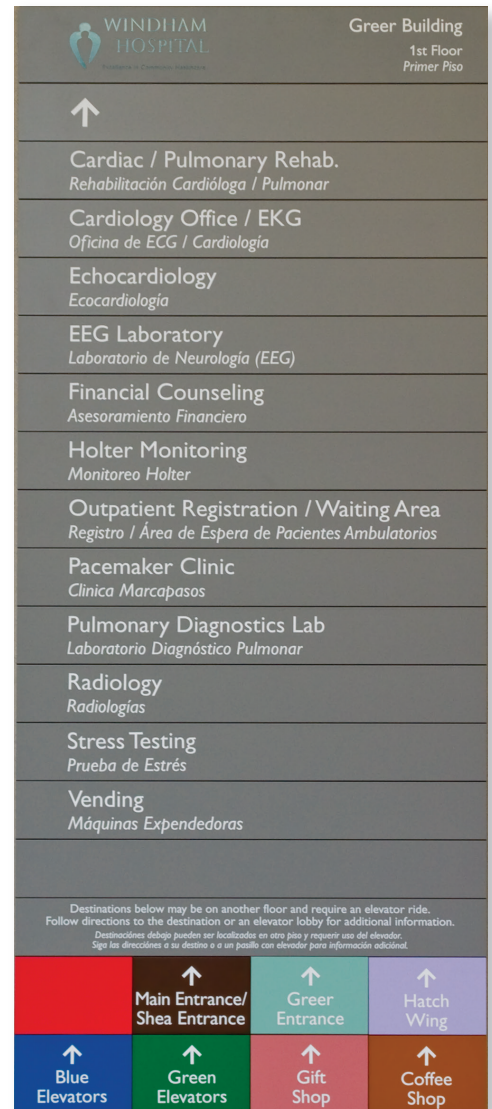 WINDHAM
HOSPITAL
Greer Building
1st Floor
Primer Piso
↑
Cardiac / Pulmonary Rehab.
Rehabilitación Cardióloga / Pulmonar
Cardiology Office / EKG
Oficina de ECG / Cardiología
Echocardiology
Ecocardiología
EEG Laboratory
Laboratorio de Neurología (EEG)
Financial Counseling
Asesoramiento Financiero
Holter Monitoring
Monitoreo Holter
Outpatient Registration / Waiting Area
Registro / Área de Espera de Pacientes Ambulatorios
Pacemaker Clinic
Clinica Marcapasos
Pulmonary Diagnostics Lab
Laboratorio Diagnóstico Pulmonar
Radiology
Radiologías
Stress Testing
Prueba de Estrés
Vending
Máquinas Expendedoras
Destinations below may be on another floor and require an elevator ride.
Follow directions to the destination or an elevator lobby for additional information.
Destinaciónes debajo pueden ser localizadas en otro piso y requerir uso del elevador.
Siga las direcciónes a su destino o a un pasillo con elevador para información adiciónal.
↑
Main Entrance/
Shea Entrance
↑
Greer
Entrance
↑
Hatch
Wing
↑
Blue
Elevators
↑
Green
Elevators
↑
Gift
Shop
↑
Coffee
Shop